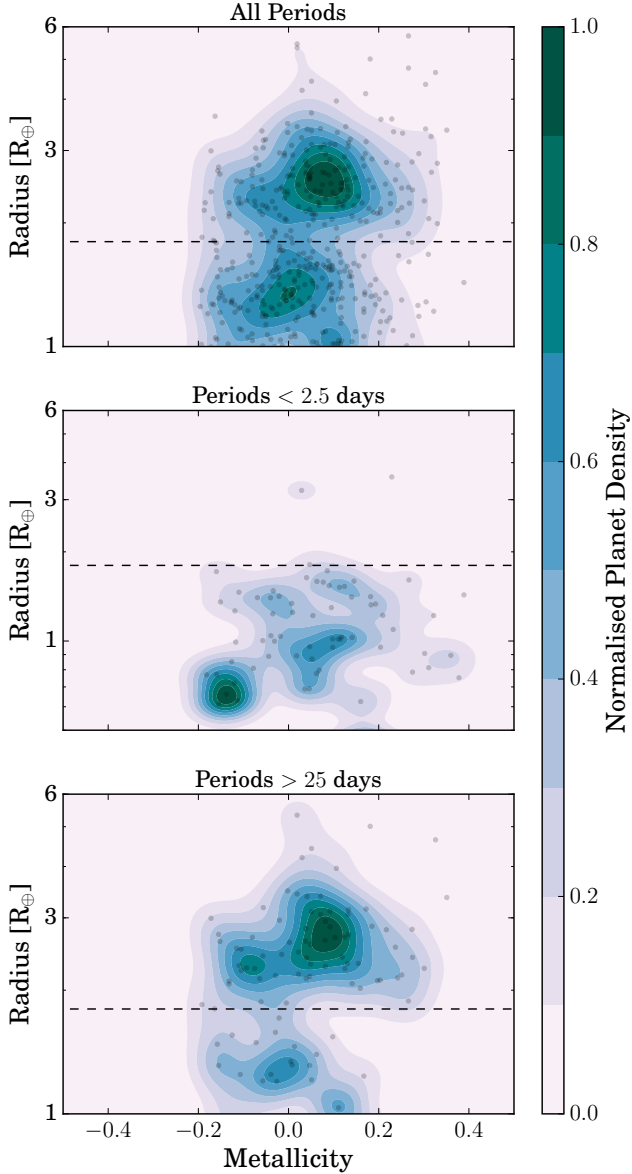 All Periods
6
3
1
Radius [R⊕]
Periods < 2.5 days
6
3
1
Radius [R⊕]
Periods > 25 days
6
3
1
Radius [R⊕]
−0.4 −0.2 0.0 0.2 0.4
Metallicity
1.0
0.8
0.6
0.4
0.2
0.0
Normalised Planet Density